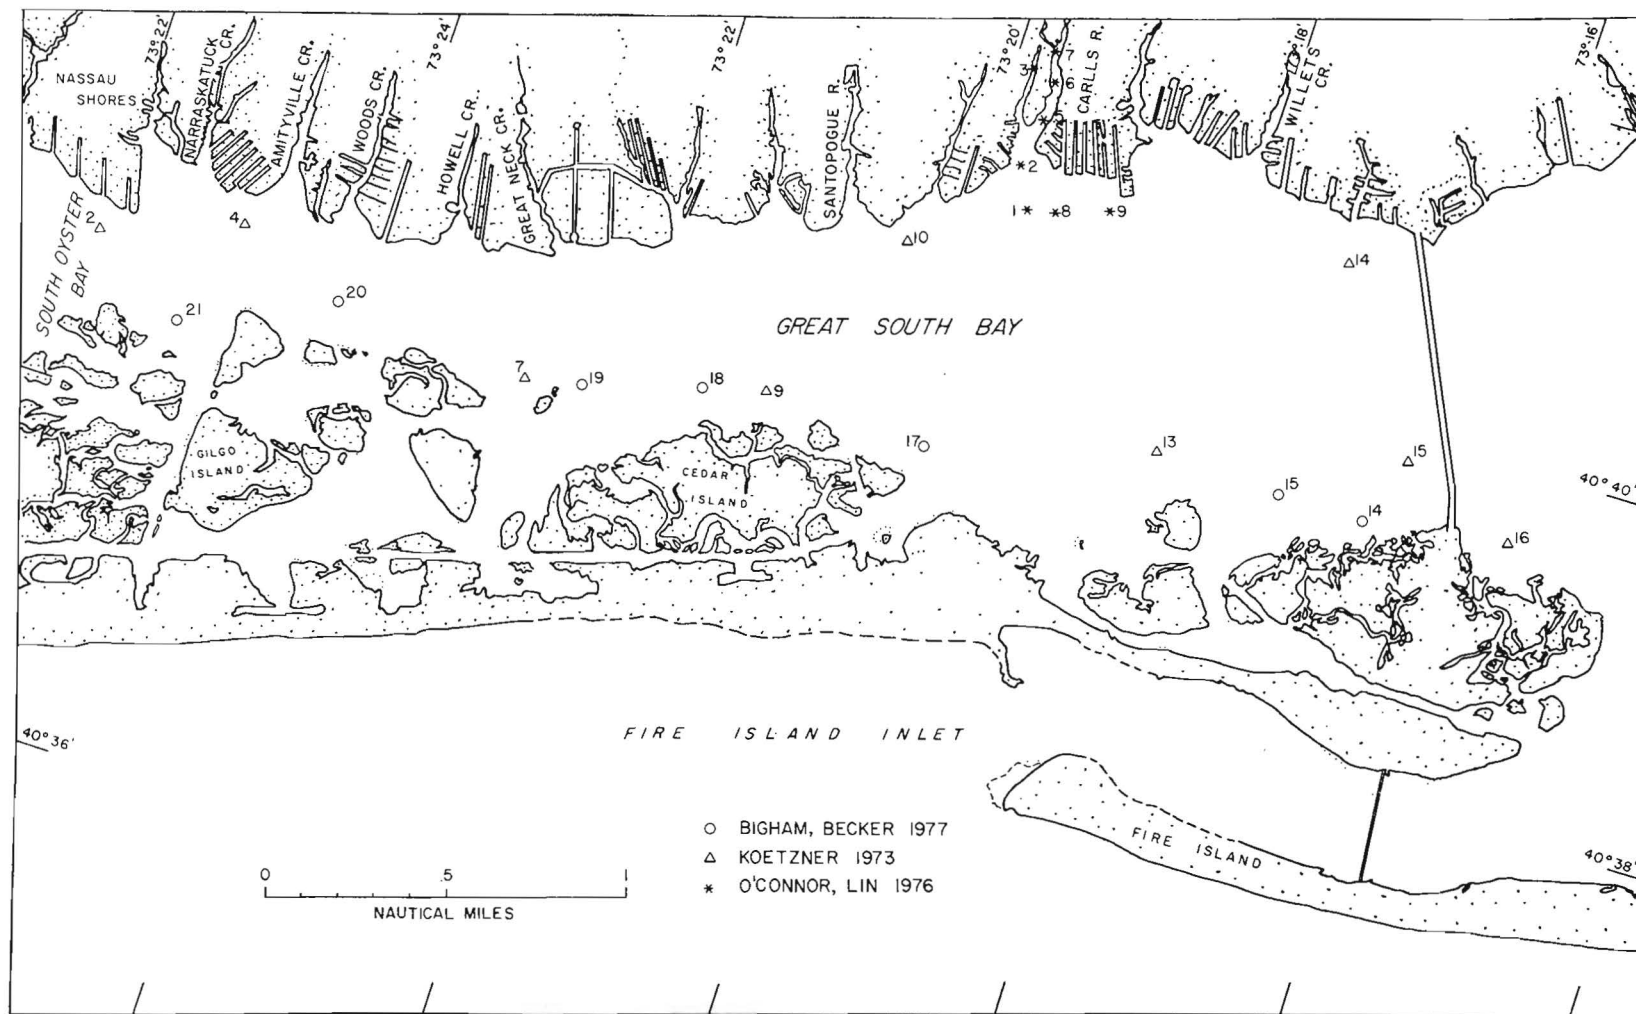 73° 22'
73° 24'
73° 22'
73° 20'
73° 18'
73° 16'
NASSAU
SHORES
NARRASKATUCK
CR.
AMITYVILLE CR.
WOODS CR.
HOWELL CR.
GREAT NECK CR.
SANTOPOGUE R.
CARLLS R.
WILLETS
CR.
7
3
6
5
2
1
8
9
2
4
10
14
SOUTH OYSTER
BAY
21
20
GREAT SOUTH BAY
7
19
18
9
17
13
15
15
14
16
GILGO
ISLAND
CEDAR
ISLAND
40° 40'
40° 36'
FIRE ISLAND INLET
FIRE ISLAND
40° 38'
BIGHAM, BECKER 1977
KOETZNER 1973
O'CONNOR, LIN 1976
0 .5 1
NAUTICAL MILES